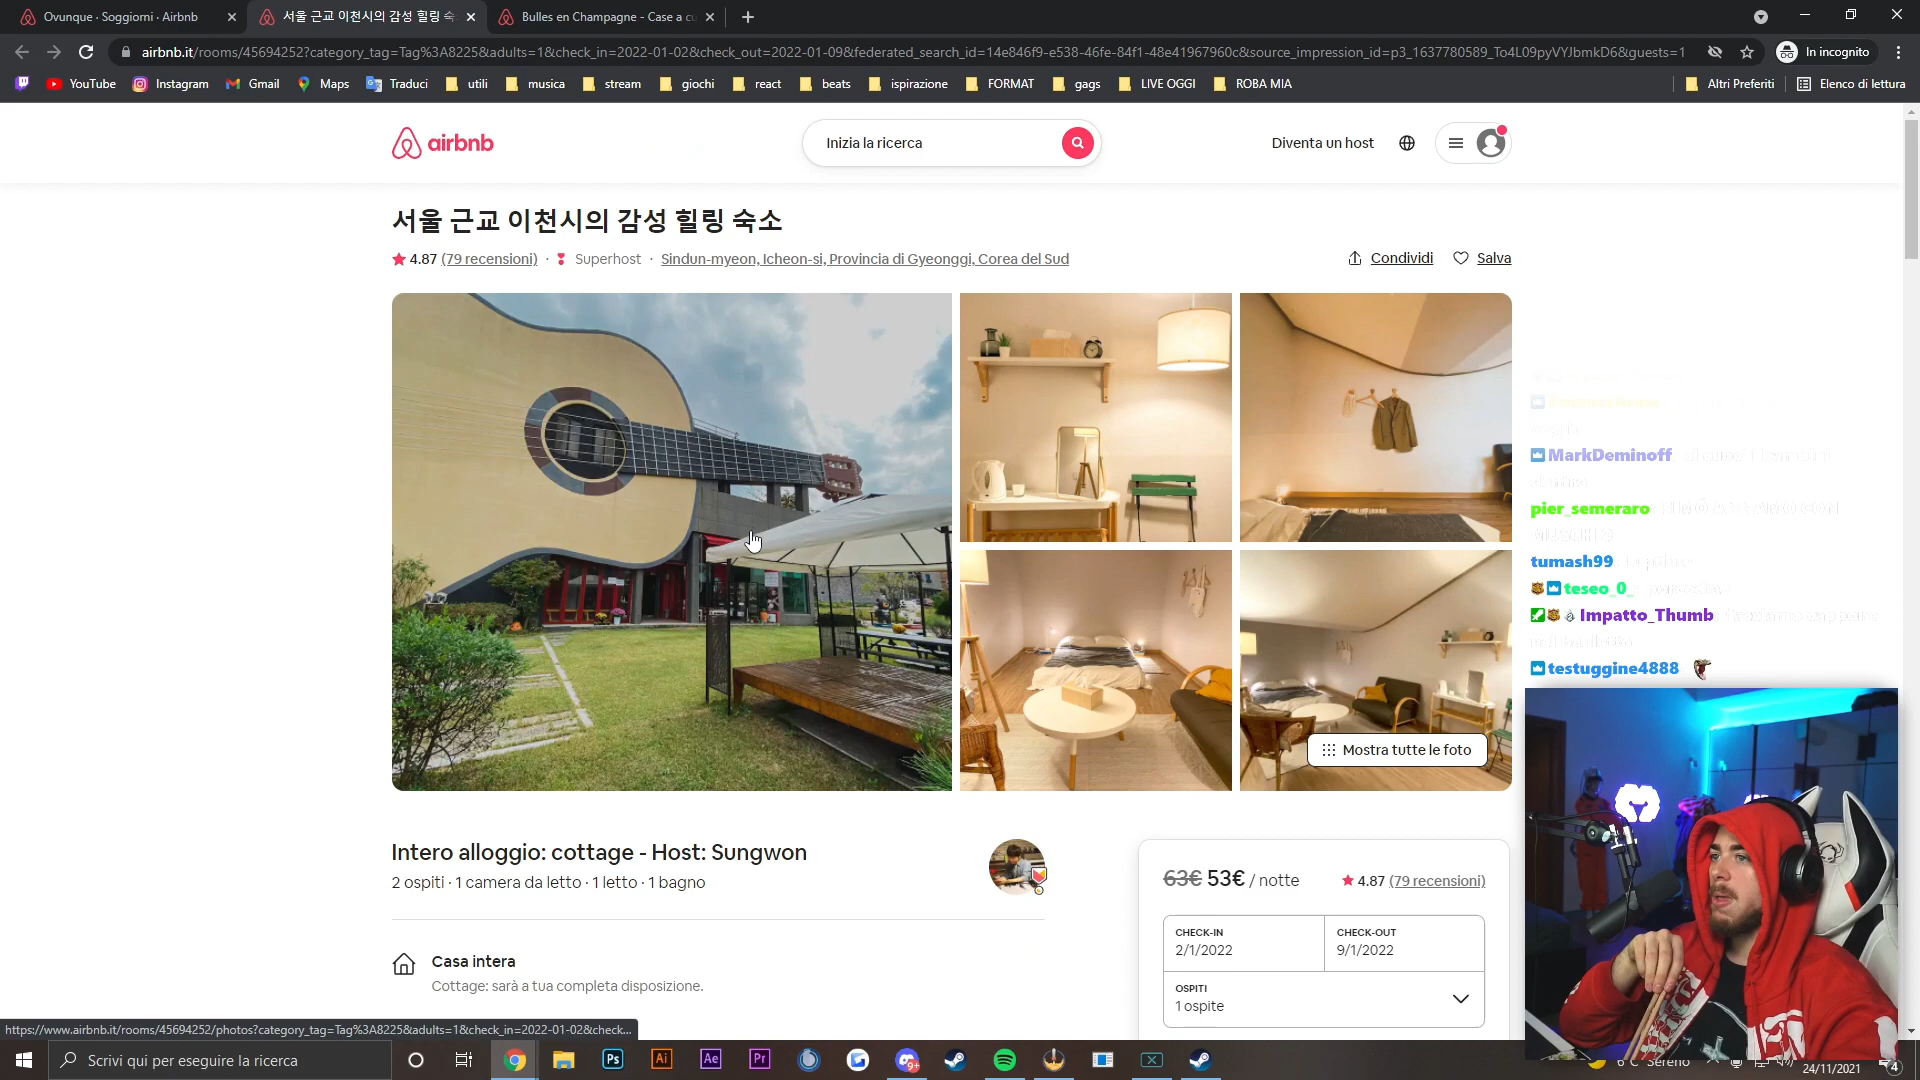 Ovunque · Soggiorni · Airbnb
서울 근교 이천시의 감성 힐링 숙
Bulles en Champagne - Case a cu
airbnb.it/rooms/45694252?category_tag=Tag%3A8225&adults=1&check_in=2022-01-02&check_out=2022-01-09&federated_search_id=14e846f9-e538-46fe-84f1-48e41967960c&source_impression_id=p3_1637780589_To4L09pyVYJbmkD6&guests=1
In incognito
YouTube
Instagram
Gmail
Maps
Traduci
utili
musica
stream
giochi
react
beats
ispirazione
FORMAT
gags
LIVE OGGI
ROBA MIA
Altri Preferiti
Elenco di lettura
airbnb
Inizia la ricerca
Diventa un host
서울 근교 이천시의 감성 힐링 숙소
4.87 (79 recensioni) · Superhost · Sindun-myeon, Icheon-si, Provincia di Gyeonggi, Corea del Sud
Condividi
Salva
MarkDeminoff
pier_semeraro
tumash99
teseo_0_
Impatto_Thumb
testuggine4888
Mostra tutte le foto
Intero alloggio: cottage - Host: Sungwon
2 ospiti · 1 camera da letto · 1 letto · 1 bagno
63€ 53€ / notte
4.87 (79 recensioni)
CHECK-IN
2/1/2022
CHECK-OUT
9/1/2022
OSPITI
1 ospite
Casa intera
Cottage: sarà a tua completa disposizione.
https://www.airbnb.it/rooms/45694252/photos?category_tag=Tag%3A8225&adults=1&check_in=2022-01-02&check...
Scrivi qui per eseguire la ricerca
Ps
Ai
Ae
Pr
9+
6°C Sereno
24/11/2021
4